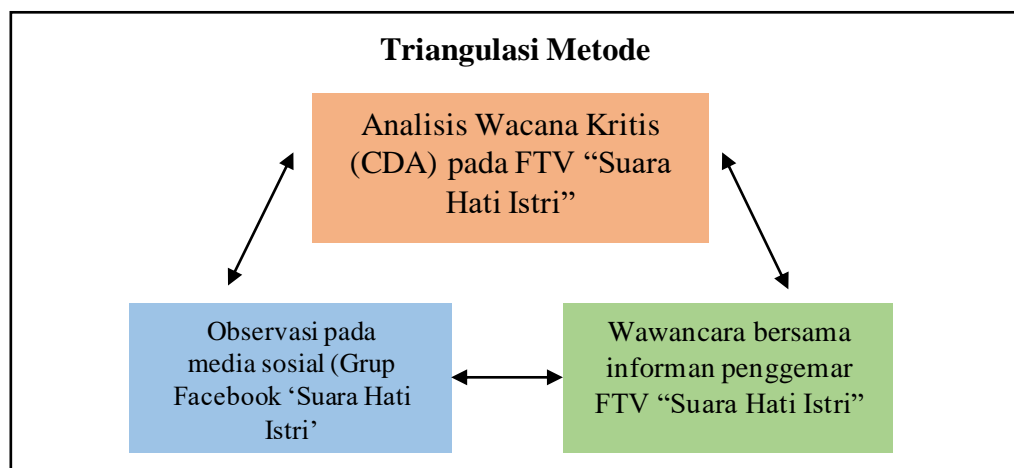 Triangulasi Metode
Analisis Wacana Kritis
(CDA) pada FTV “Suara
Hati Istri”
Observasi pada
media sosial (Grup
Facebook ‘Suara Hati
Istri’
Wawancara bersama
informan penggemar
FTV “Suara Hati Istri”